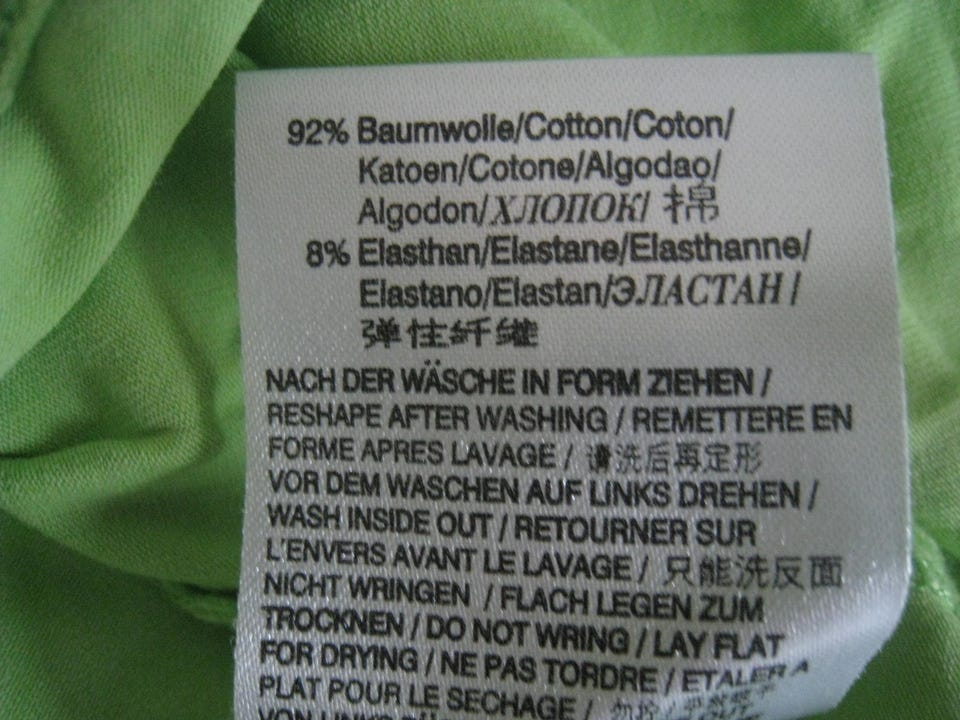 92% Baumwolle/Cotton/Coton/
Katoen/Cotone/Algodao/
Algodon/ХЛОПОК/ 棉
8% Elasthan/Elastane/Elasthanne/
Elastano/Elastan/ЭЛАСТАН /
弹性纤维
NACH DER WÄSCHE IN FORM ZIEHEN /
RESHAPE AFTER WASHING / REMETTERE EN
FORME APRES LAVAGE / 请洗后再定形
VOR DEM WASCHEN AUF LINKS DREHEN /
WASH INSIDE OUT / RETOURNER SUR
L'ENVERS AVANT LE LAVAGE / 只能洗反面
NICHT WRINGEN / FLACH LEGEN ZUM
TROCKNEN / DO NOT WRING / LAY FLAT
FOR DRYING / NE PAS TORDRE / ETALER A
PLAT POUR LE SECHAGE /
VON LINKS